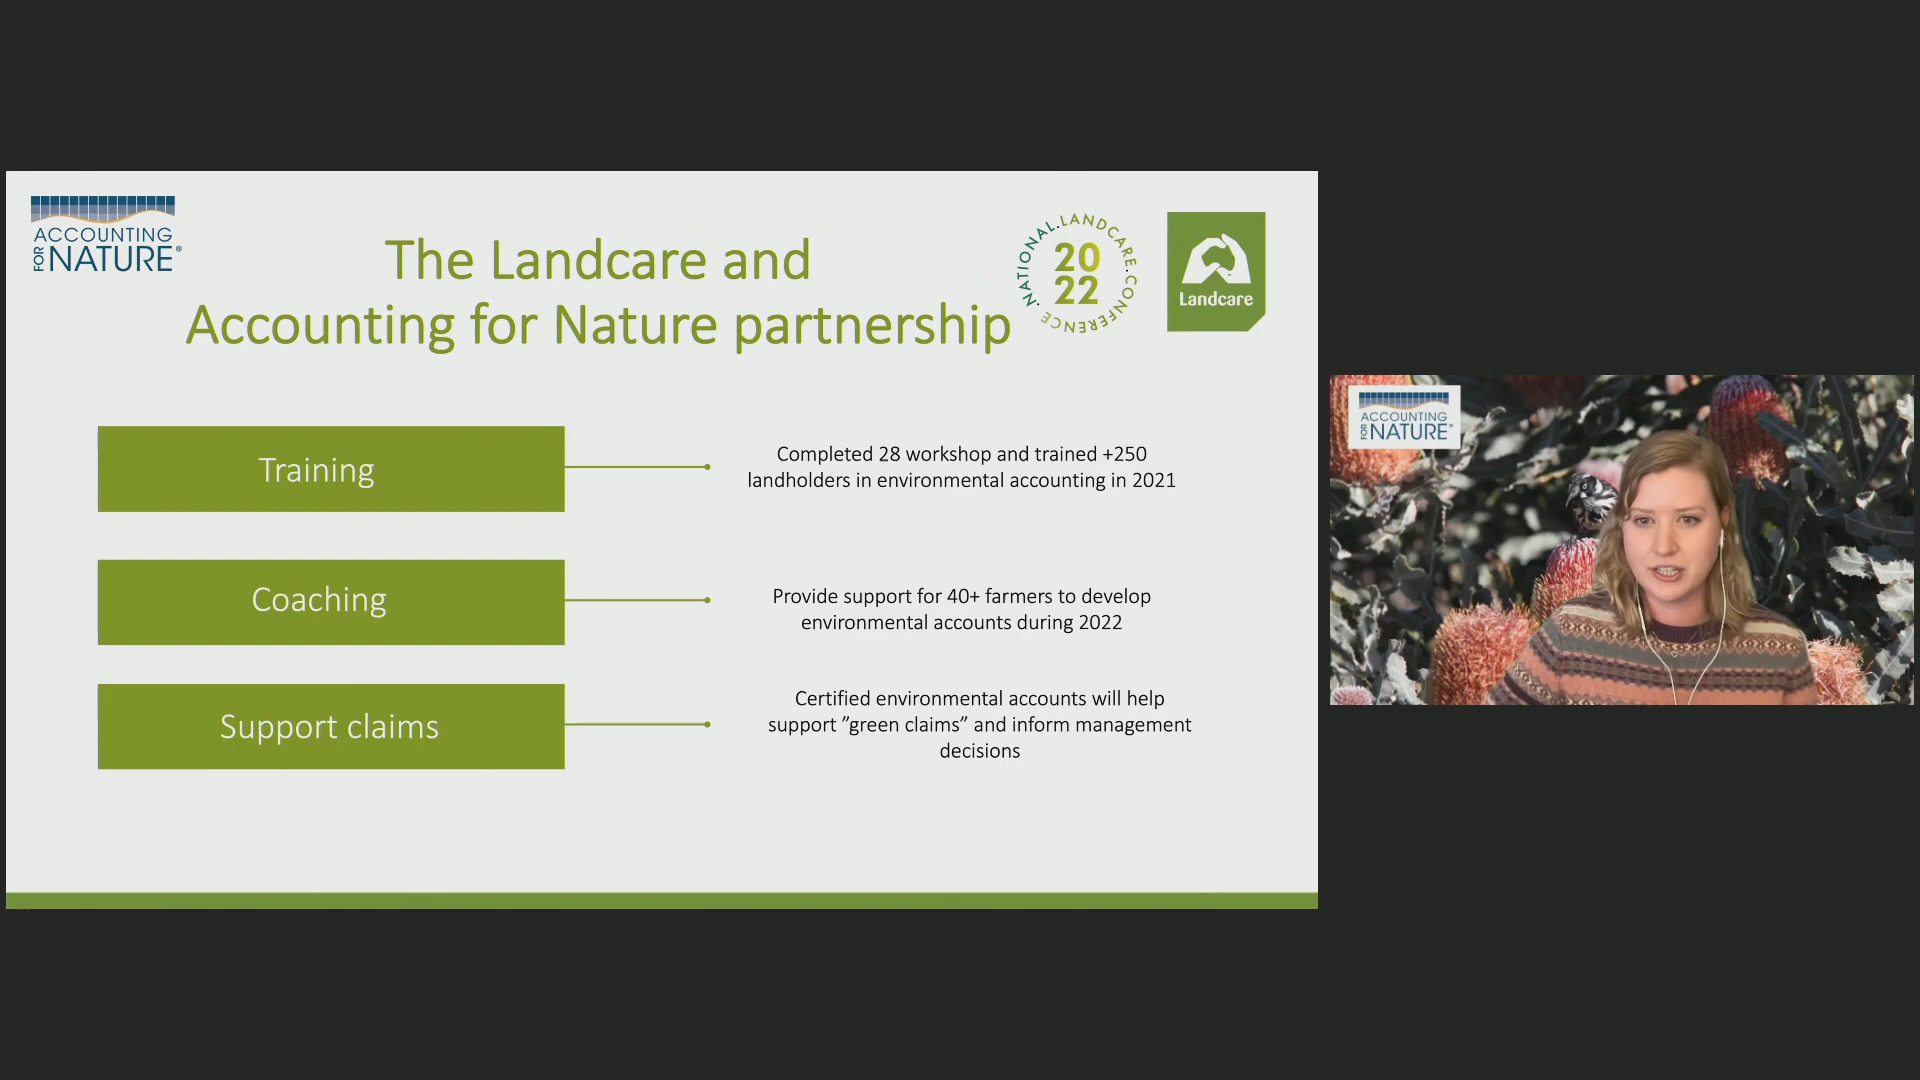 ACCOUNTING
FOR NATURE®
The Landcare and
Accounting for Nature partnership
NATIONAL.LANDCARE.CONFERENCE.
20
22
Landcare
Training
Completed 28 workshop and trained +250
landholders in environmental accounting in 2021
Coaching
Provide support for 40+ farmers to develop
environmental accounts during 2022
Support claims
Certified environmental accounts will help
support ”green claims” and inform management
decisions
ACCOUNTING
FOR NATURE®